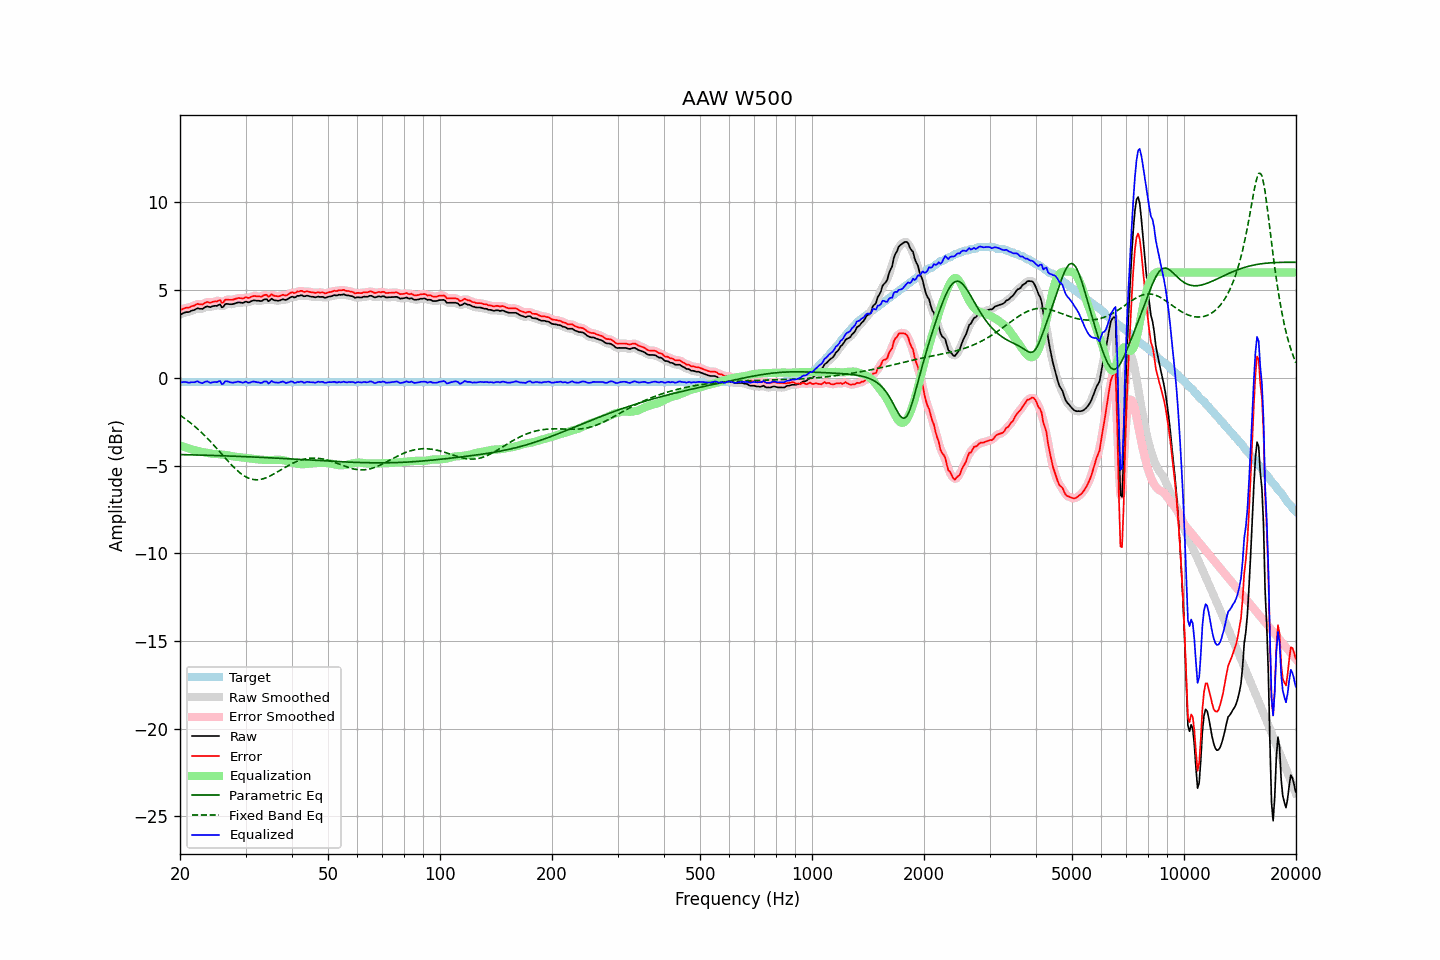 AAW W500
Amplitude (dBr)
10
5
0
−5
−10
−15
−20
−25
Target
Raw Smoothed
Error Smoothed
Raw
Error
Equalization
Parametric Eq
Fixed Band Eq
Equalized
20 50 100 200 500 1000 2000 5000 10000 20000
Frequency (Hz)